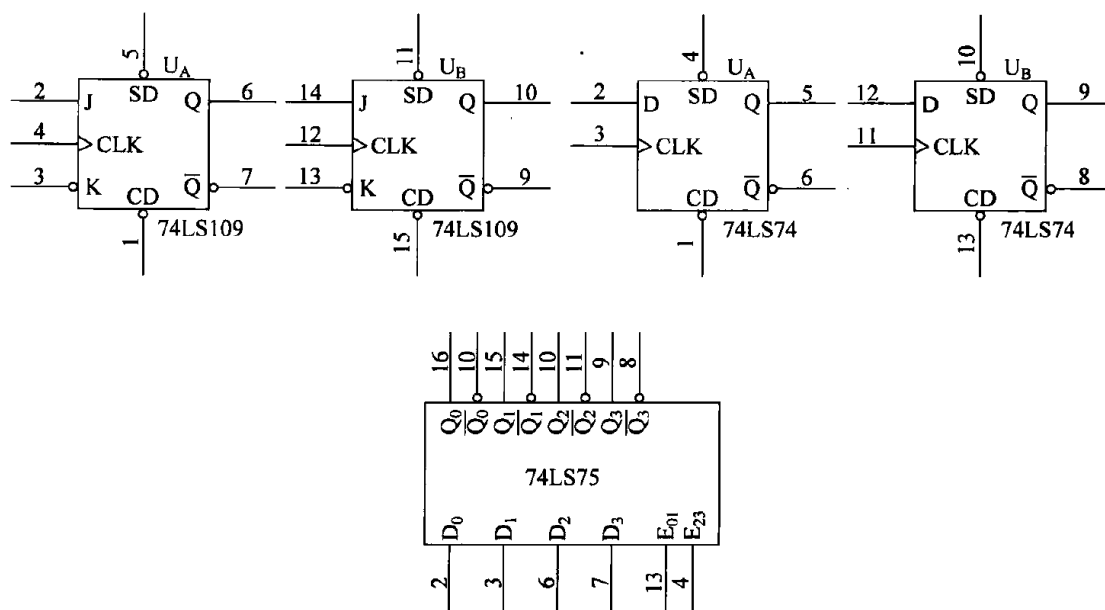 5 11 4 10
U_A U_B U_A U_B
2 J SD Q 6 14 J SD Q 10 2 D SD Q 5 12 D SD Q 9
4 CLK 12 CLK 3 CLK 11 CLK
3 K CD Q̅ 7 13 K CD Q̅ 9 CD Q̅ 6 CD Q̅ 8
74LS109 74LS109 74LS74 74LS74
1 15 1 13
16 10 15 14 10 11 9 8
Q₀ Q̅₀ Q₁ Q̅₁ Q₂ Q̅₂ Q₃ Q̅₃
74LS75
D₀ D₁ D₂ D₃ E₀₁ E₂₃
2 3 6 7 13 4